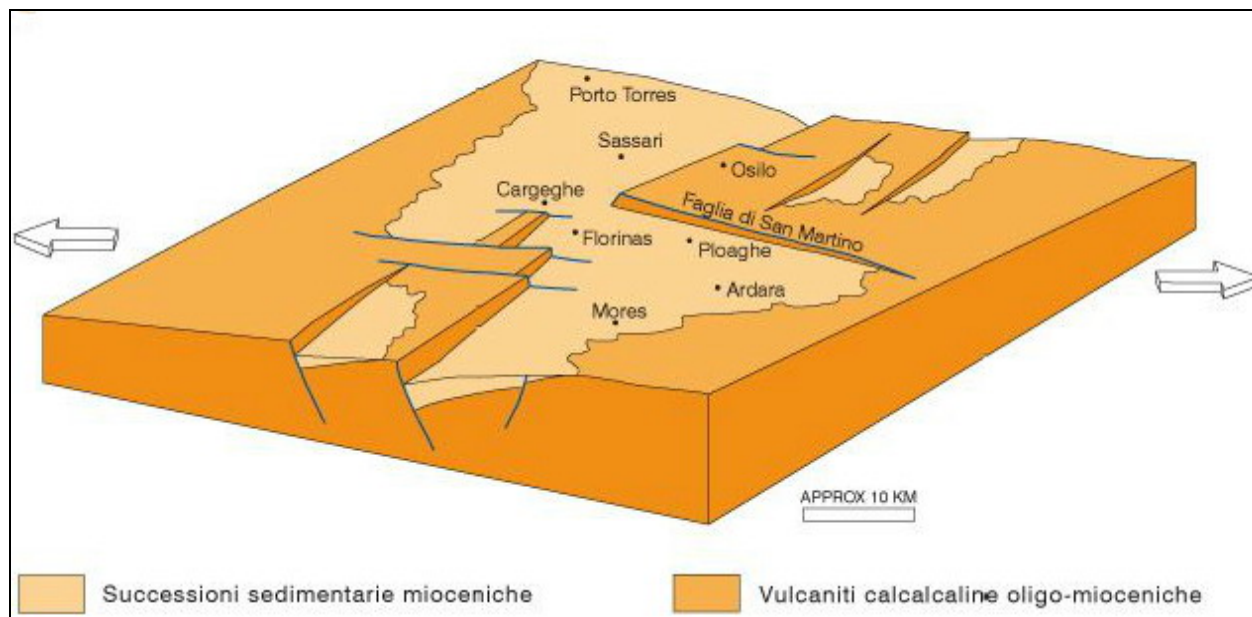 Porto Torres
Sassari
Osilo
Cargeghe
Faglia di San Martino
Florinas
Ploaghe
Ardara
Mores
APPROX 10 KM
Successioni sedimentarie mioceniche
Vulcaniti calcalcaline oligo-mioceniche